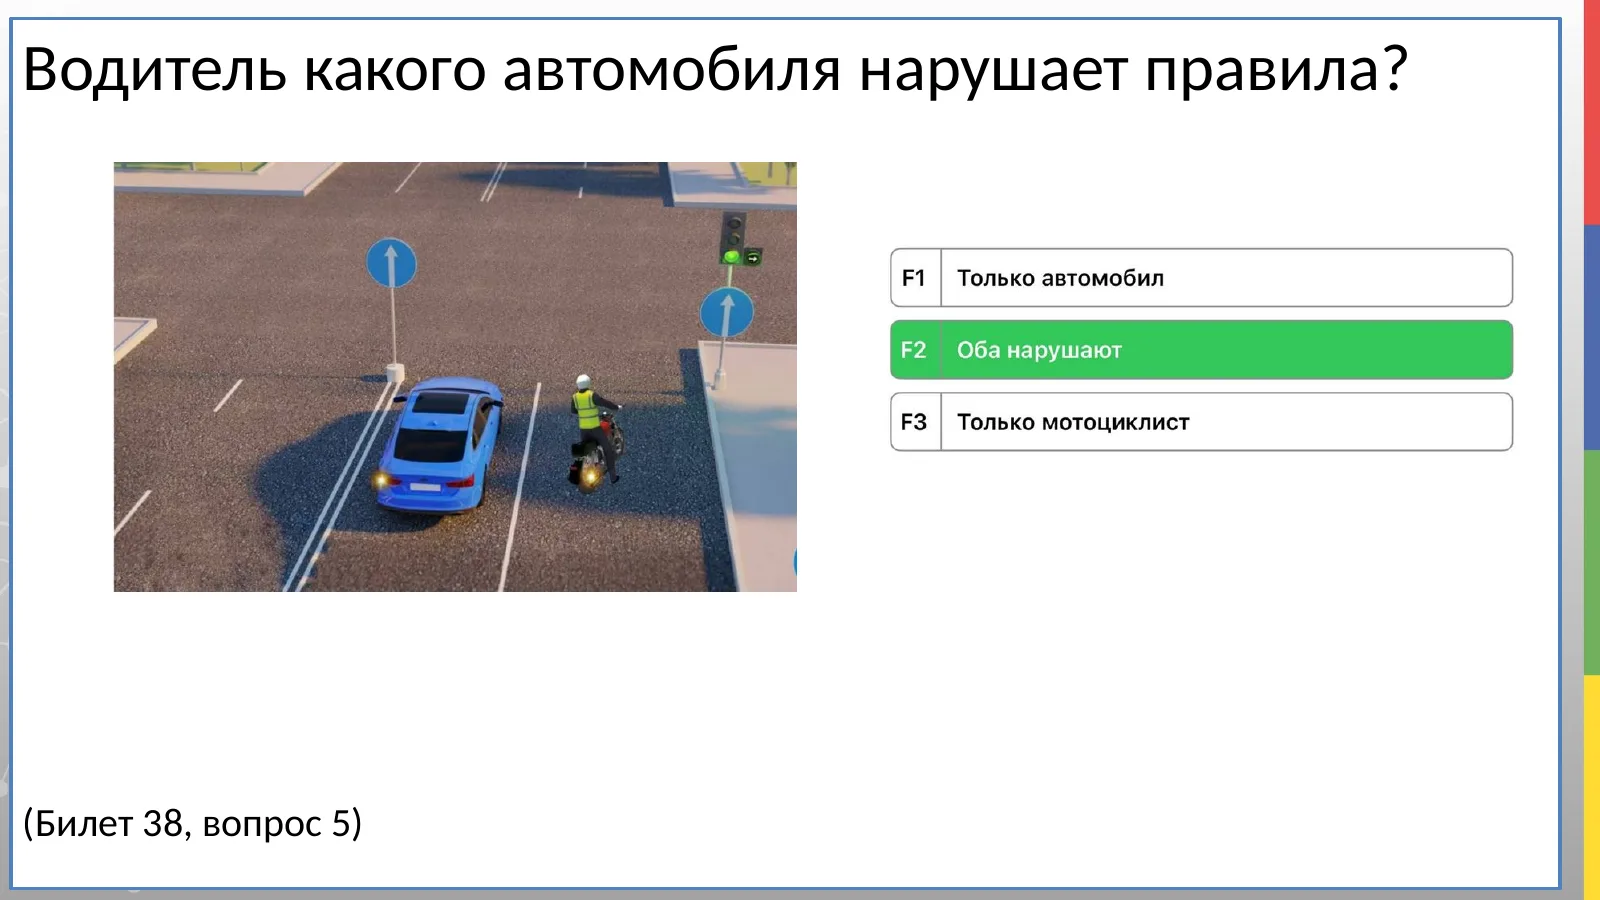 Водитель какого автомобиля нарушает правила?
F1 Только автомобил
F2 Оба нарушают
F3 Только мотоциклист
(Билет 38, вопрос 5)